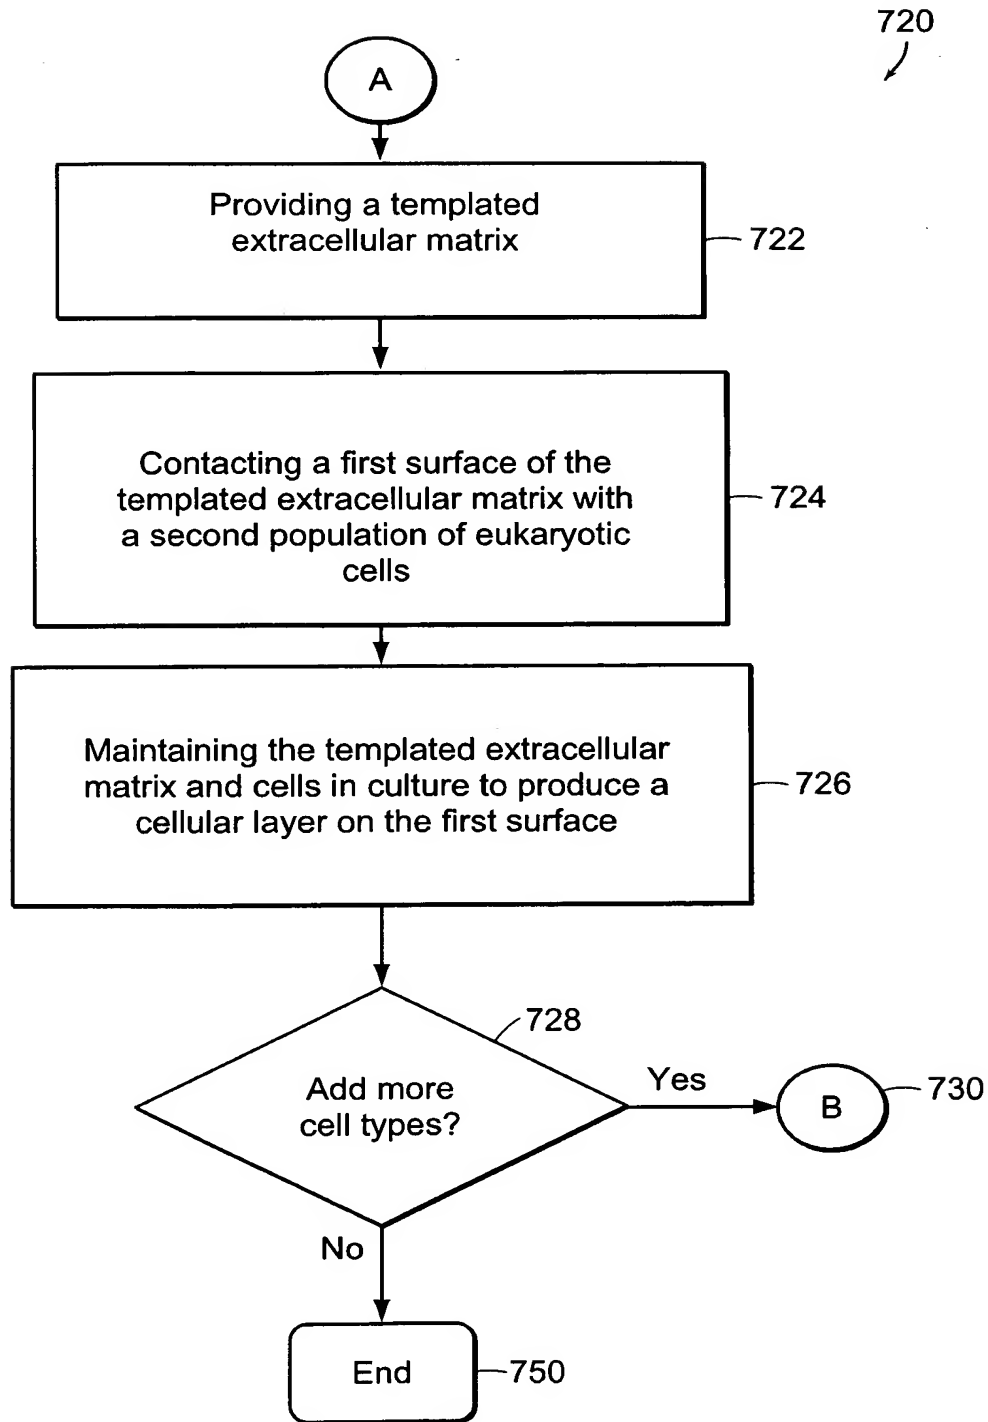 720
A
Providing a templated
extracellular matrix
722
Contacting a first surface of the
templated extracellular matrix with
a second population of eukaryotic
cells
724
Maintaining the templated extracellular
matrix and cells in culture to produce a
cellular layer on the first surface
726
728
Add more
cell types?
Yes
B
730
No
End
750